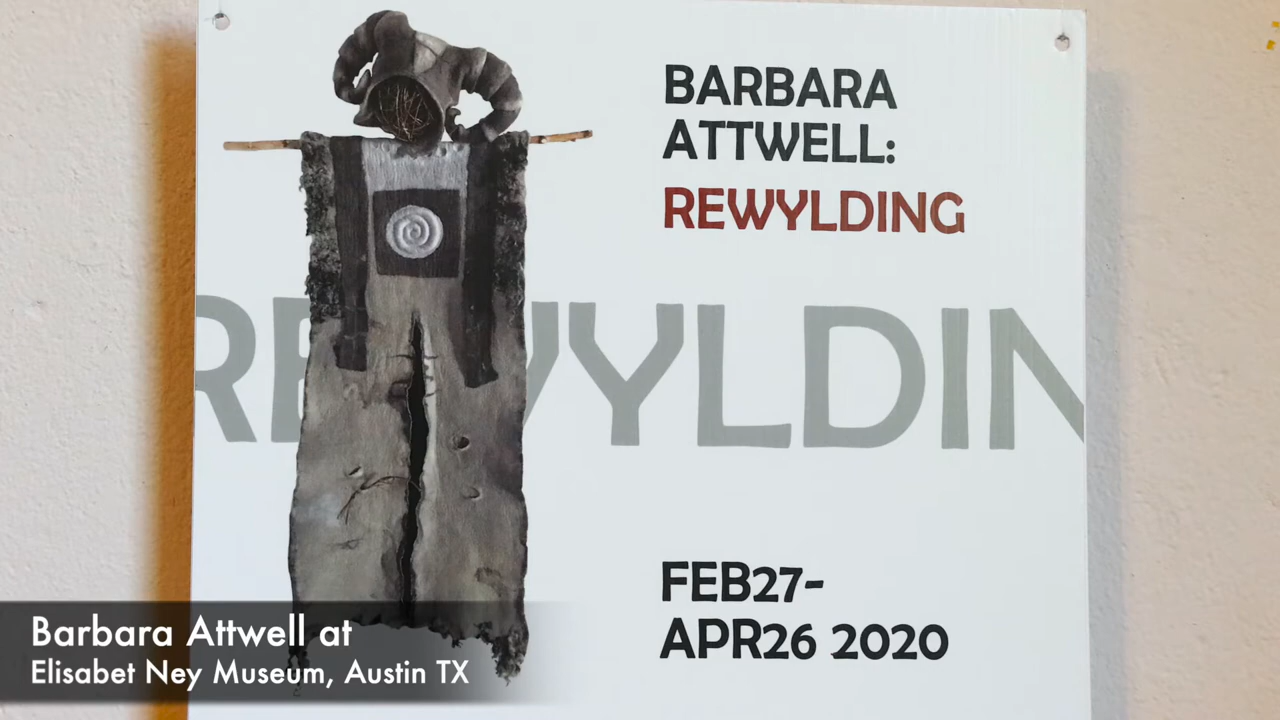 BARBARA
ATTWELL:
REWYLDING
REWYLDIN
FEB27-
APR26 2020
Barbara Attwell at
Elisabet Ney Museum, Austin TX